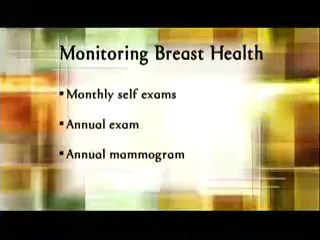 Monitoring Breast Health
▪Monthly self exams
▪Annual exam
▪Annual mammogram